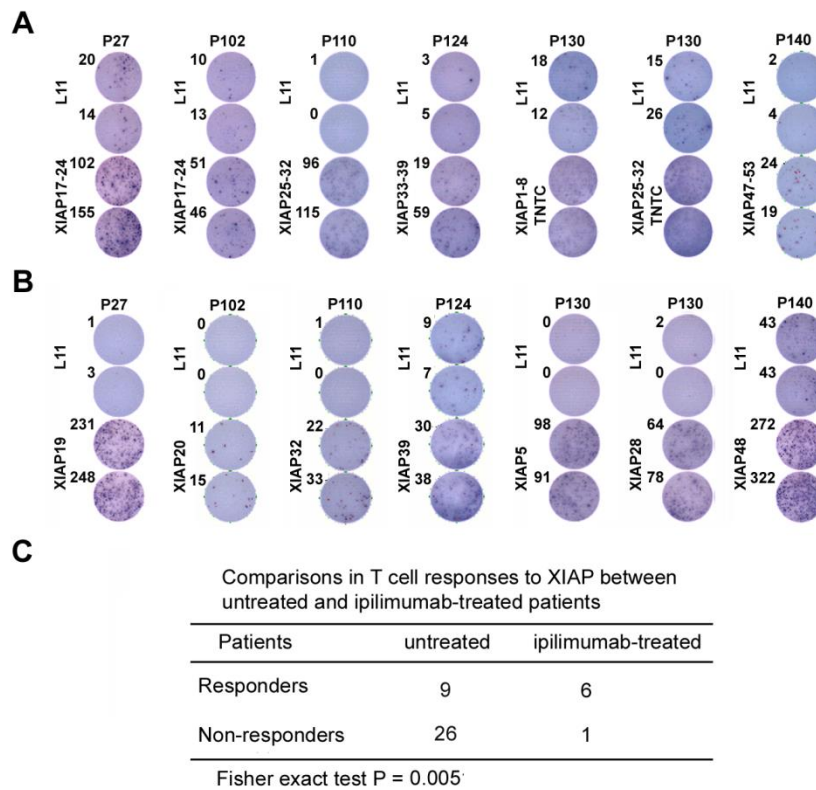 A
P27 P102 P110 P124 P130 P130 P140
20 10 1 3 18 15 2
L11 L11 L11 L11 L11 L11 L11
14 13 0 5 12 26 4
102 51 96 19 24
XIAP17-24 XIAP17-24 XIAP25-32 XIAP33-39 XIAP1-8 TNTC XIAP25-32 TNTC XIAP47-53
155 46 115 59 19
B
P27 P102 P110 P124 P130 P130 P140
1 0 1 9 0 2 43
L11 L11 L11 L11 L11 L11 L11
3 0 0 7 0 0 43
231 11 22 30 98 64 272
XIAP19 XIAP20 XIAP32 XIAP39 XIAP5 XIAP28 XIAP48
248 15 33 38 91 78 322
C
Comparisons in T cell responses to XIAP between
untreated and ipilimumab-treated patients
Patients untreated ipilimumab-treated
Responders 9 6
Non-responders 26 1
Fisher exact test P = 0.005